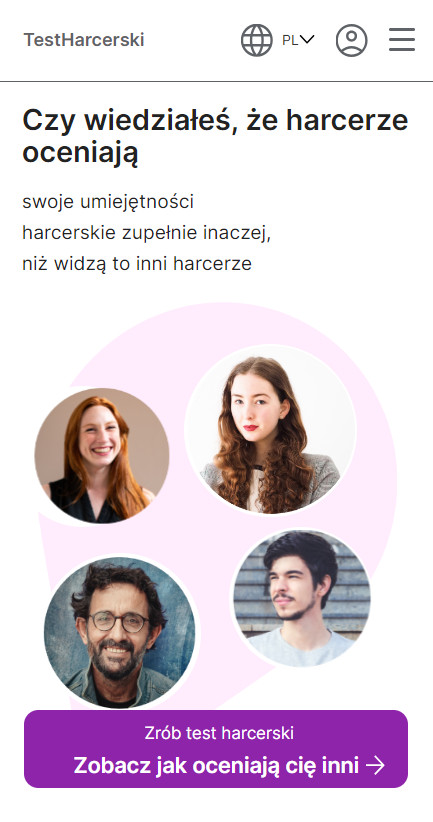 TestHarcerski
PL
Czy wiedziałeś, że harcerze
oceniają
swoje umiejętności
harcerskie zupełnie inaczej,
niż widzą to inni harcerze
Zrób test harcerski
Zobacz jak oceniają cię inni